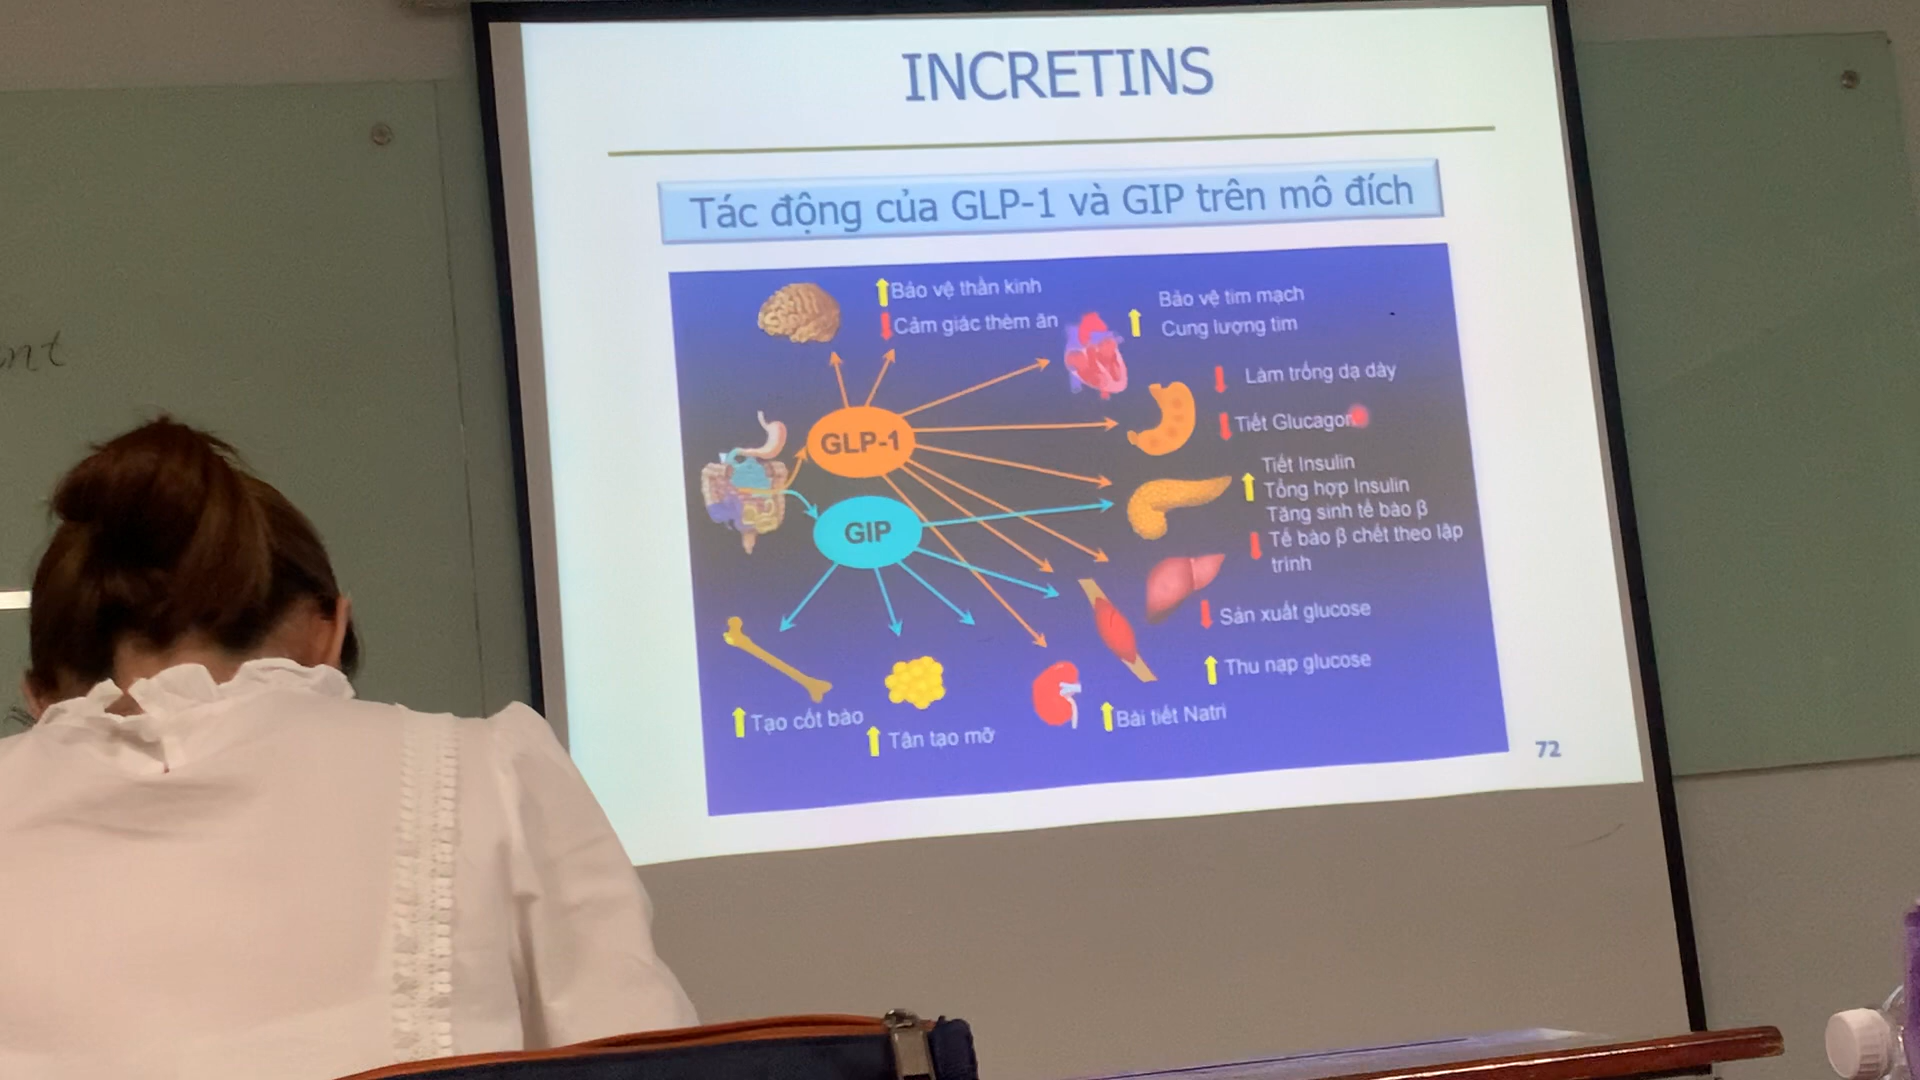 INCRETINS
Tác động của GLP-1 và GIP trên mô đích
Bảo vệ thần kinh
Cảm giác thèm ăn
Bảo vệ tim mạch
Cung lượng tim
Làm trống dạ dày
Tiết Glucagon
GLP-1
Tiết Insulin
Tổng hợp Insulin
Tăng sinh tế bào β
Tế bào β chết theo lập
trình
GIP
Sản xuất glucose
Thu nạp glucose
Bài tiết Natri
Tạo cốt bào
Tân tạo mỡ
72